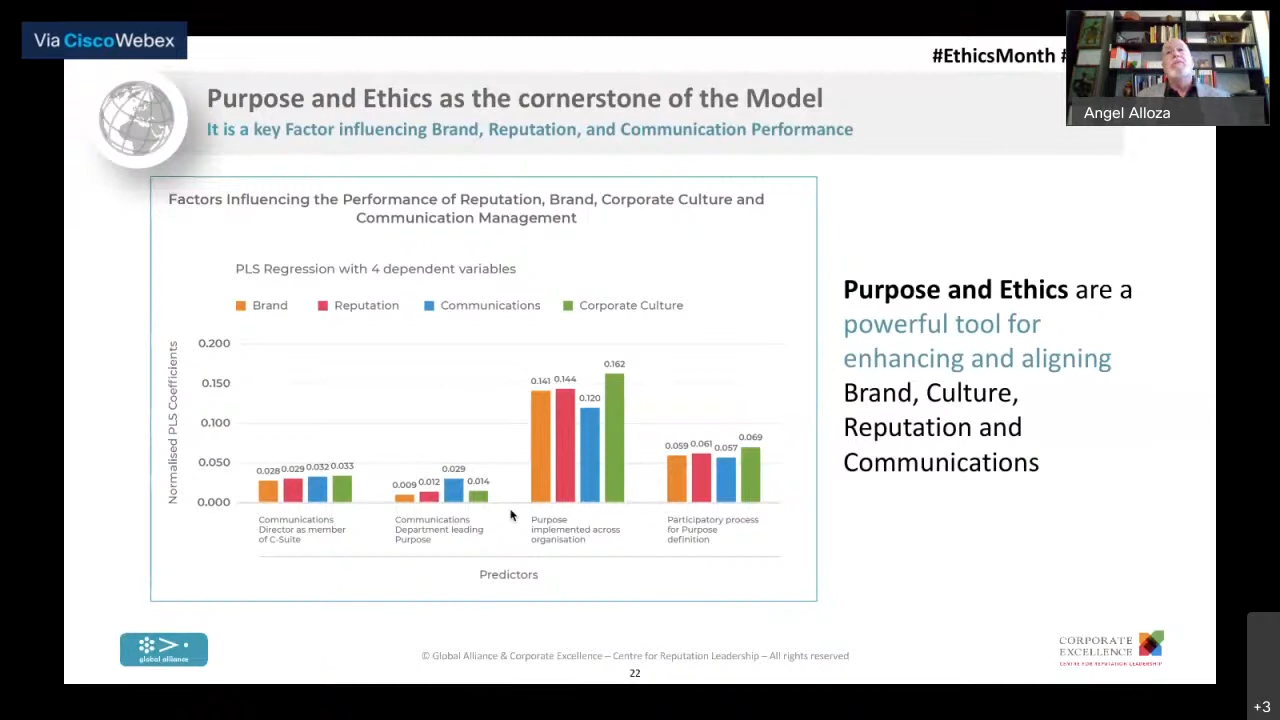 Via Cisco Webex
#EthicsMonth #
Angel Alloza
Purpose and Ethics as the cornerstone of the Model
It is a key Factor influencing Brand, Reputation, and Communication Performance
Factors Influencing the Performance of Reputation, Brand, Corporate Culture and
Communication Management
PLS Regression with 4 dependent variables
Brand Reputation Communications Corporate Culture
Normalised PLS Coefficients
0.200
0.150
0.100
0.050
0.000
0.028 0.029 0.032 0.033
0.009 0.012 0.029 0.014
0.141 0.144 0.120 0.162
0.059 0.061 0.057 0.069
Communications
Director as member
of C-Suite
Communications
Department leading
Purpose
Purpose
implemented across
organisation
Participatory process
for Purpose
definition
Predictors
Purpose and Ethics are a
powerful tool for
enhancing and aligning
Brand, Culture,
Reputation and
Communications
global alliance
© Global Alliance & Corporate Excellence – Centre for Reputation Leadership – All rights reserved
22
CORPORATE
EXCELLENCE
CENTRE FOR REPUTATION LEADERSHIP
+3